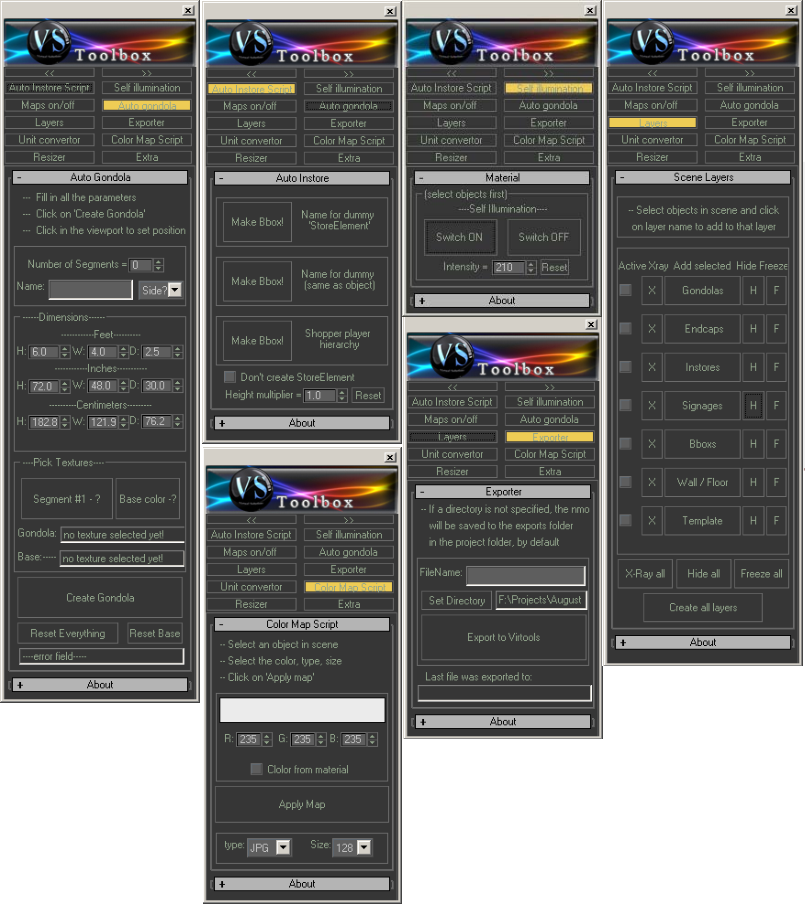 VS Toolbox
<< >>
Auto Instore Script Self illumination
Maps on/off Auto gondola
Layers Exporter
Unit convertor Color Map Script
Resizer Extra
- Auto Gondola
--- Fill in all the parameters
--- Click on 'Create Gondola'
--- Click in the viewport to set position
Number of Segments = 0
Name: Side?
------Dimensions------
------------Feet----------
H: 6.0 W: 4.0 D: 2.5
-----------Inches---------
H: 72.0 W: 48.0 D: 30.0
--------Centimeters--------
H: 182.8 W: 121.9 D: 76.2
----Pick Textures----
Segment #1 - ? Base color -?
Gondola: no texture selected yet!
Base:----- no texture selected yet!
Create Gondola
Reset Everything Reset Base
----error field-----
+ About
VS Toolbox
<< >>
Auto Instore Script Self illumination
Maps on/off Auto gondola
Layers Exporter
Unit convertor Color Map Script
Resizer Extra
- Auto Instore
Make Bbox! Name for dummy
'StoreElement'
Make Bbox! Name for dummy
(same as object)
Make Bbox! Shopper player
hierarchy
Don't create StoreElement
Height multiplier = 1.0 Reset
+ About
VS Toolbox
<< >>
Auto Instore Script Self illumination
Maps on/off Auto gondola
Layers Exporter
Unit convertor Color Map Script
Resizer Extra
- Color Map Script
-- Select an object in scene
-- Select the color, type, size
-- Click on 'Apply map'
R: 235 G: 235 B: 235
Clolor from material
Apply Map
type: JPG Size: 128
+ About
VS Toolbox
<< >>
Auto Instore Script Self illumination
Maps on/off Auto gondola
Layers Exporter
Unit convertor Color Map Script
Resizer Extra
- Material
(select objects first)
----Self Illumination----
Switch ON Switch OFF
Intensity = 210 Reset
+ About
VS Toolbox
<< >>
Auto Instore Script Self illumination
Maps on/off Auto gondola
Layers Exporter
Unit convertor Color Map Script
Resizer Extra
- Exporter
-- If a directory is not specified, the nmo
will be saved to the exports folder
in the project folder, by default
FileName:
Set Directory F:\Projects\August
Export to Virtools
Last file was exported to:
+ About
VS Toolbox
<< >>
Auto Instore Script Self illumination
Maps on/off Auto gondola
Layers Exporter
Unit convertor Color Map Script
Resizer Extra
- Scene Layers
-- Select objects in scene and click
on layer name to add to that layer
Active Xray Add selected Hide Freeze
X Gondolas H F
X Endcaps H F
X Instores H F
X Signages H F
X Bboxs H F
X Wall / Floor H F
X Template H F
X-Ray all Hide all Freeze all
Create all layers
+ About